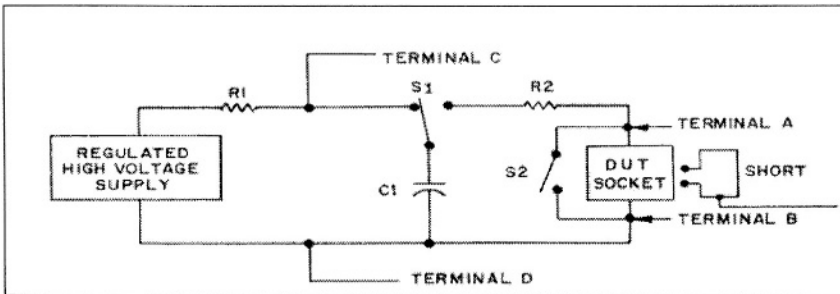 TERMINAL C
R1
S1
R2
TERMINAL A
REGULATED
HIGH VOLTAGE
SUPPLY
C1
S2
DUT
SOCKET
SHORT
TERMINAL B
TERMINAL D